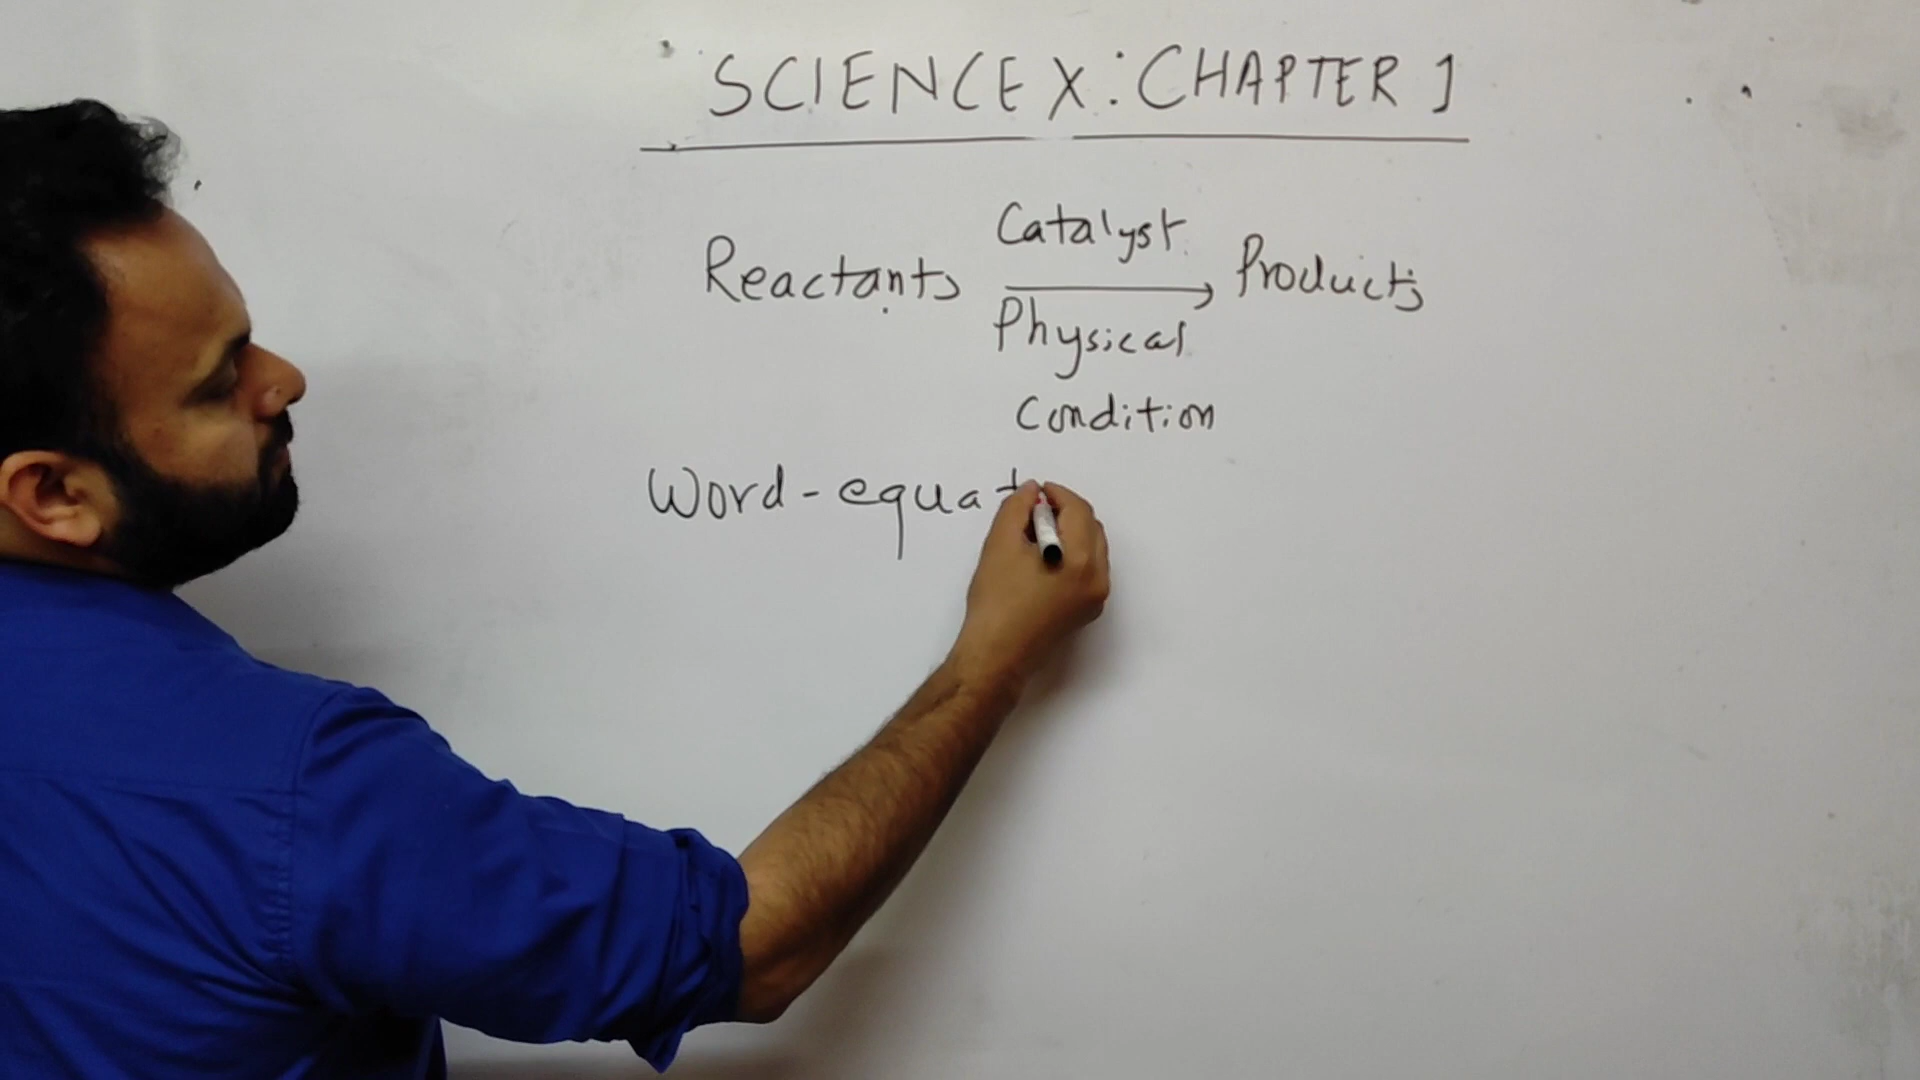 SCIENCE X: CHAPTER 1
Catalyst
Reactants → Products
Physical
Condition
Word-equat